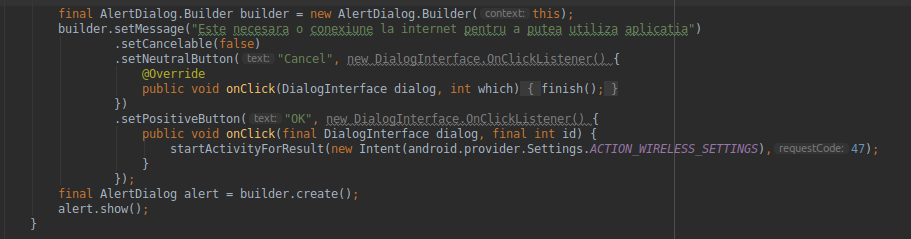 final AlertDialog.Builder builder = new AlertDialog.Builder( context: this);
builder.setMessage("Este necesara o conexiune la internet pentru a putea utiliza aplicatia")
.setCancelable(false)
.setNeutralButton( text: "Cancel", new DialogInterface.OnClickListener() {
@Override
public void onClick(DialogInterface dialog, int which) { finish(); }
})
.setPositiveButton( text: "OK", new DialogInterface.OnClickListener() {
public void onClick(final DialogInterface dialog, final int id) {
startActivityForResult(new Intent(android.provider.Settings.ACTION_WIRELESS_SETTINGS), requestCode: 47);
}
});
final AlertDialog alert = builder.create();
alert.show();
}